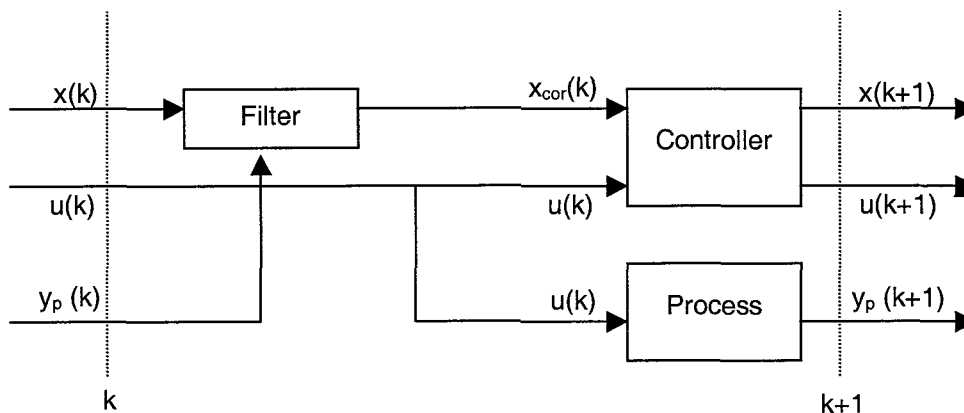 x(k)
Filter
xcor(k)
Controller
x(k+1)
u(k)
u(k)
u(k+1)
yp (k)
u(k)
Process
yp (k+1)
k
k+1